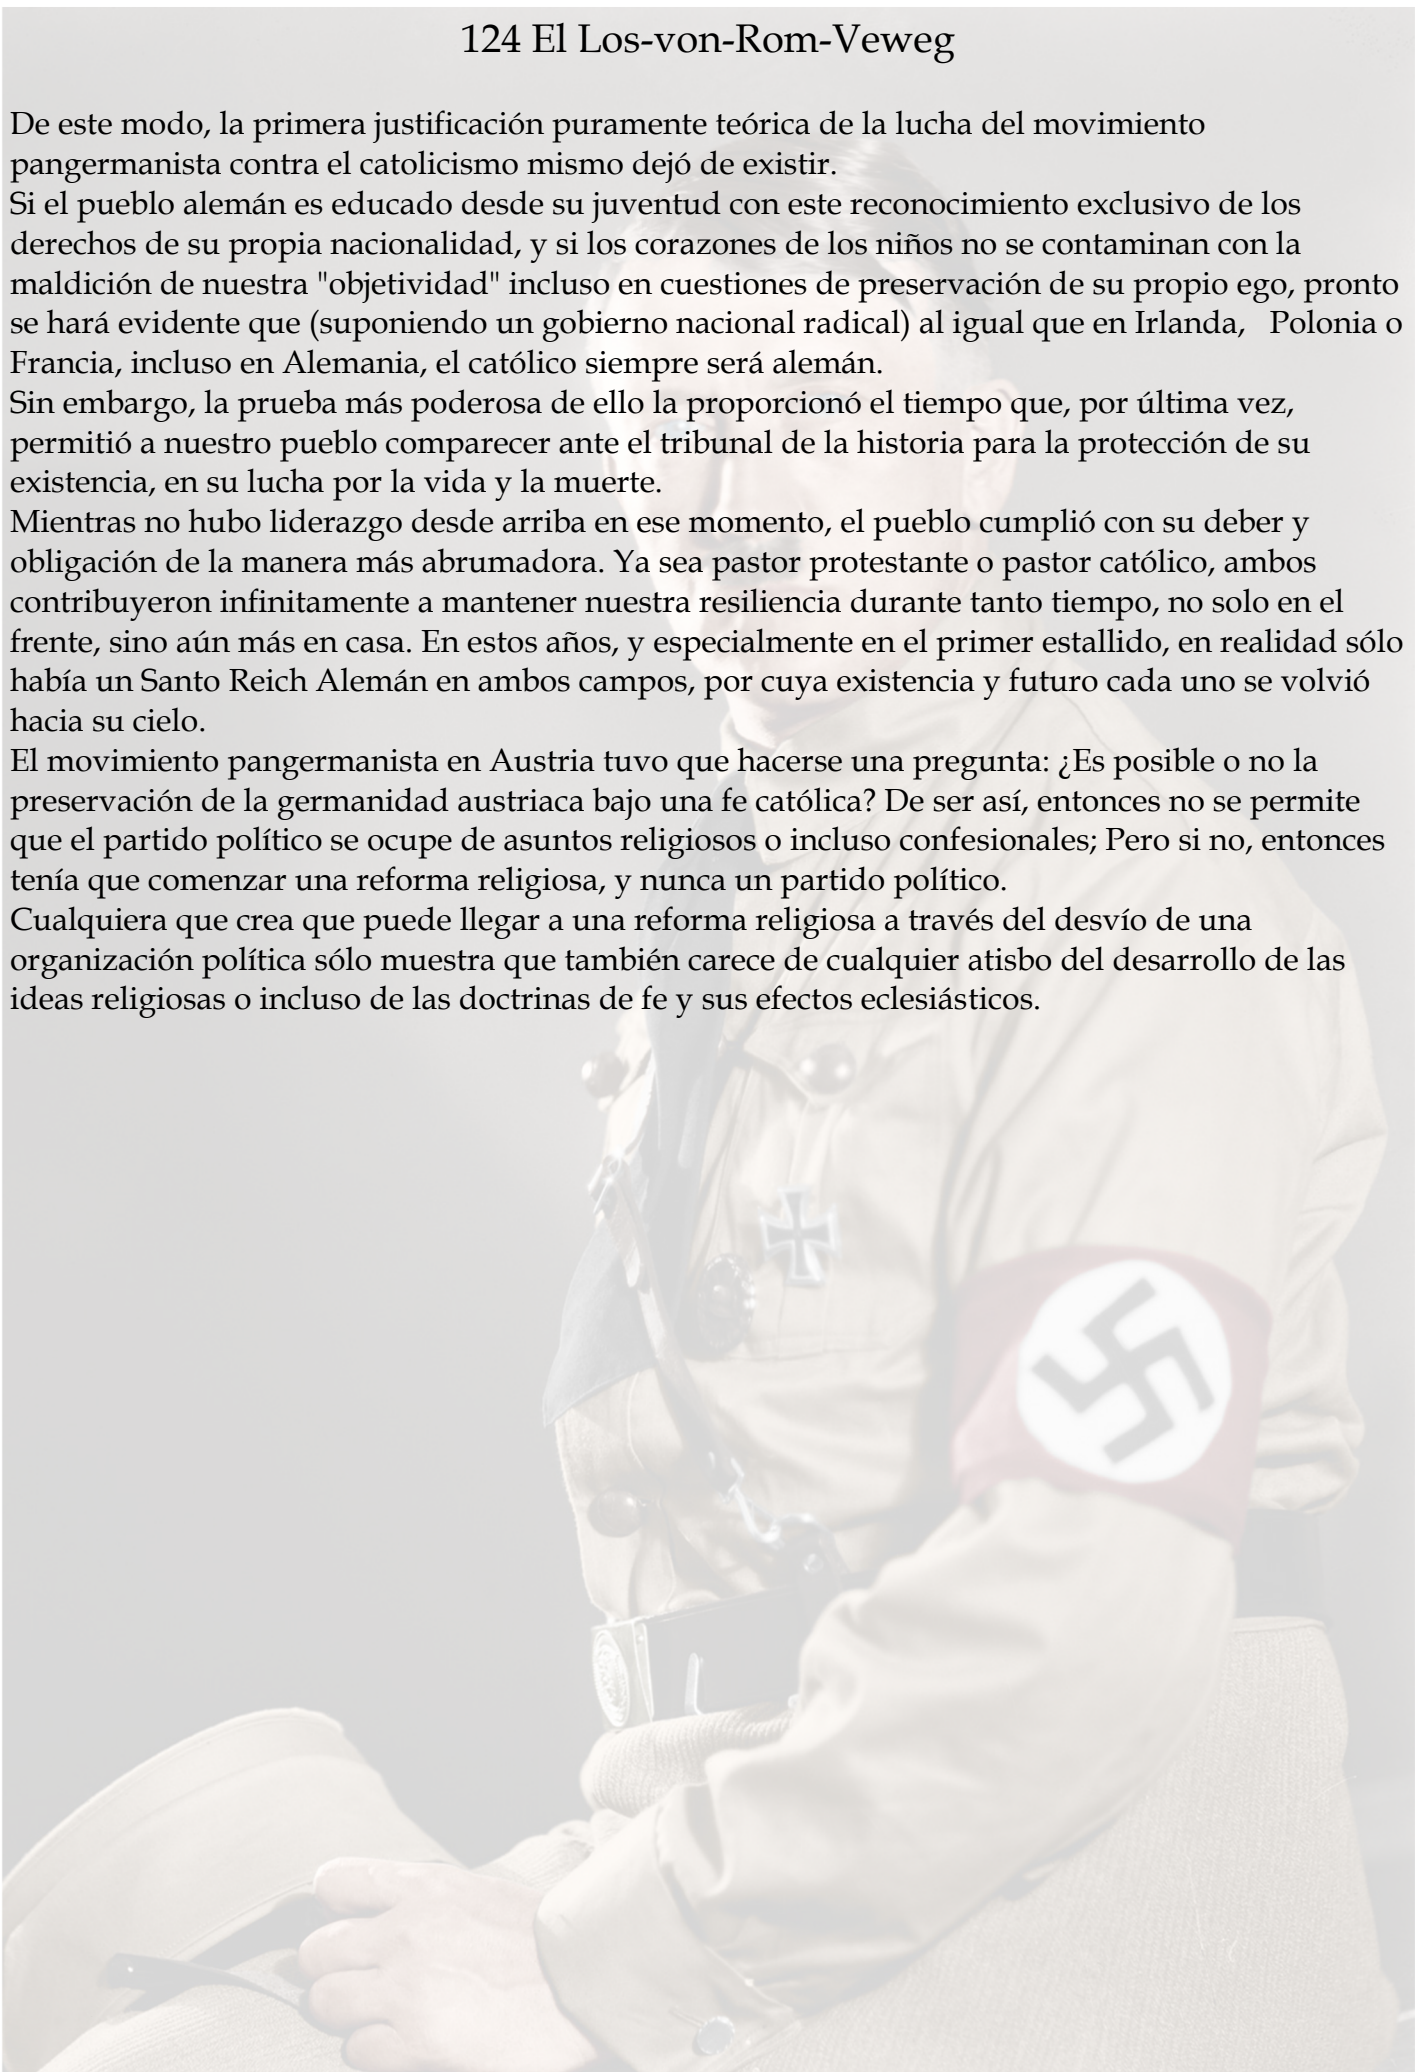 124 El Los-von-Rom-Veweg
De este modo, la primera justificación puramente teórica de la lucha del movimiento
pangermanista contra el catolicismo mismo dejó de existir.
Si el pueblo alemán es educado desde su juventud con este reconocimiento exclusivo de los
derechos de su propia nacionalidad, y si los corazones de los niños no se contaminan con la
maldición de nuestra "objetividad" incluso en cuestiones de preservación de su propio ego, pronto
se hará evidente que (suponiendo un gobierno nacional radical) al igual que en Irlanda, Polonia o
Francia, incluso en Alemania, el católico siempre será alemán.
Sin embargo, la prueba más poderosa de ello la proporcionó el tiempo que, por última vez,
permitió a nuestro pueblo comparecer ante el tribunal de la historia para la protección de su
existencia, en su lucha por la vida y la muerte.
Mientras no hubo liderazgo desde arriba en ese momento, el pueblo cumplió con su deber y
obligación de la manera más abrumadora. Ya sea pastor protestante o pastor católico, ambos
contribuyeron infinitamente a mantener nuestra resiliencia durante tanto tiempo, no solo en el
frente, sino aún más en casa. En estos años, y especialmente en el primer estallido, en realidad sólo
había un Santo Reich Alemán en ambos campos, por cuya existencia y futuro cada uno se volvió
hacia su cielo.
El movimiento pangermanista en Austria tuvo que hacerse una pregunta: ¿Es posible o no la
preservación de la germanidad austriaca bajo una fe católica? De ser así, entonces no se permite
que el partido político se ocupe de asuntos religiosos o incluso confesionales; Pero si no, entonces
tenía que comenzar una reforma religiosa, y nunca un partido político.
Cualquiera que crea que puede llegar a una reforma religiosa a través del desvío de una
organización política sólo muestra que también carece de cualquier atisbo del desarrollo de las
ideas religiosas o incluso de las doctrinas de fe y sus efectos eclesiásticos.